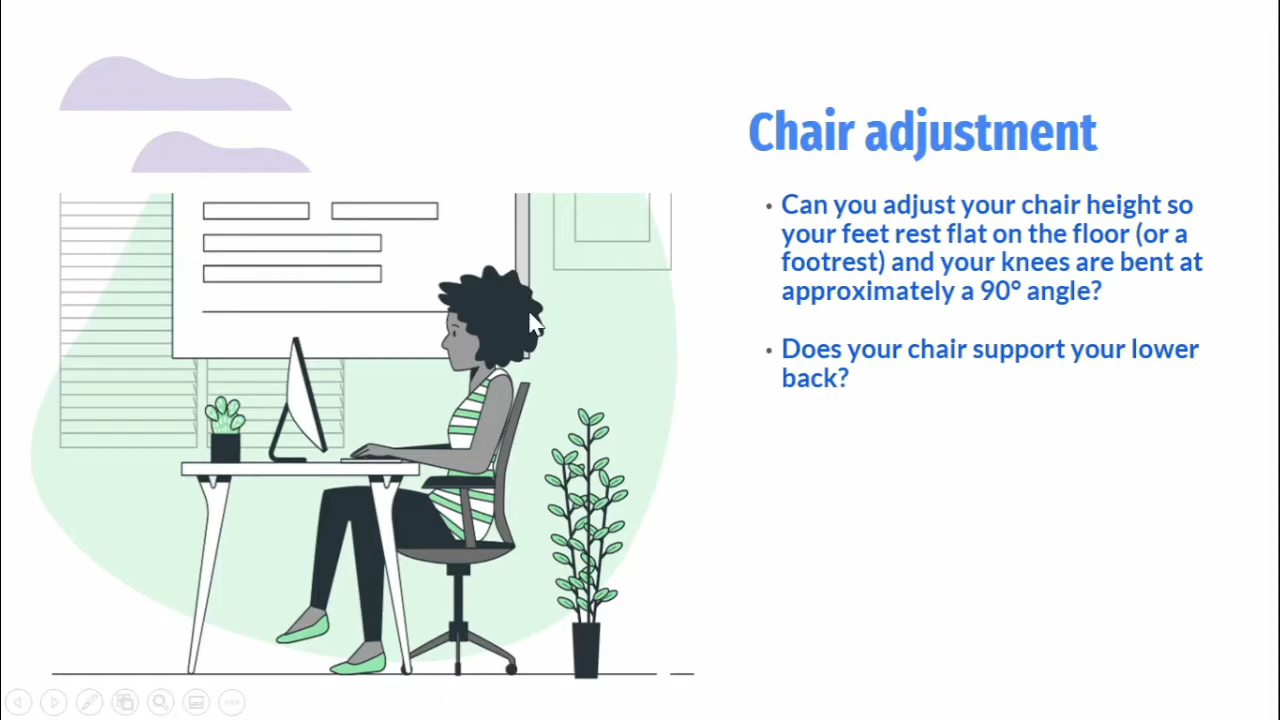 Chair adjustment
• Can you adjust your chair height so
your feet rest flat on the floor (or a
footrest) and your knees are bent at
approximately a 90° angle?
• Does your chair support your lower
back?